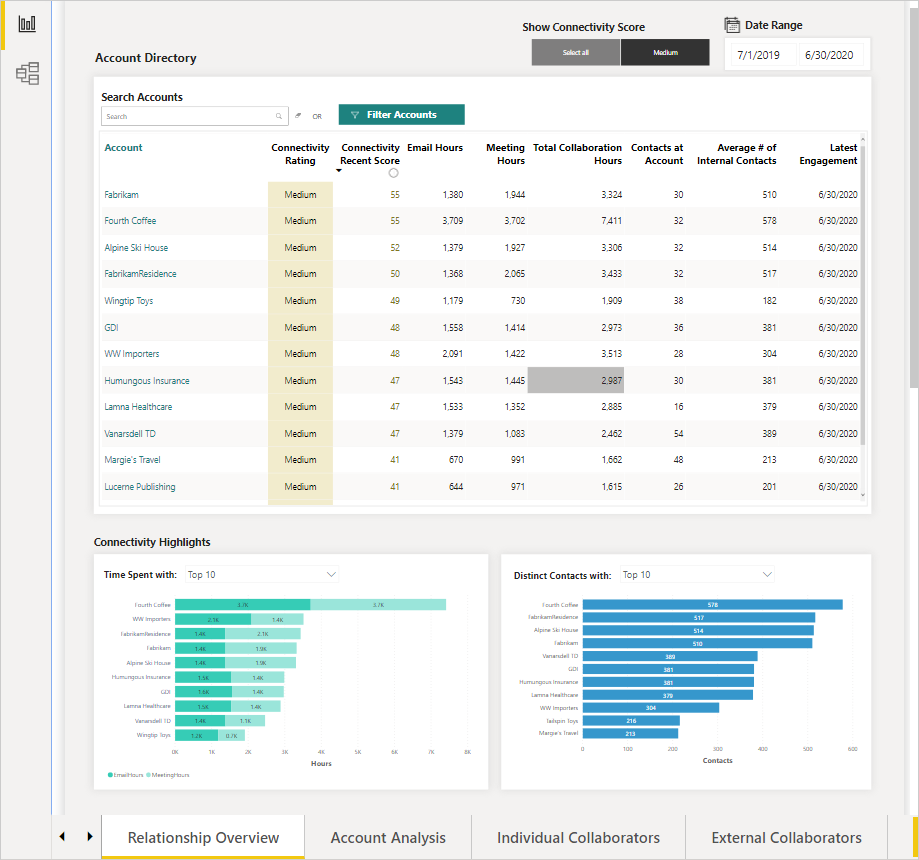 Show Connectivity Score
Select all Medium
Date Range
7/1/2019 6/30/2020
Account Directory
Search Accounts
Search OR Filter Accounts
Account Connectivity Rating Connectivity Recent Score Email Hours Meeting Hours Total Collaboration Hours Contacts at Account Average # of Internal Contacts Latest Engagement
Fabrikam Medium 55 1,380 1,944 3,324 30 510 6/30/2020
Fourth Coffee Medium 55 3,709 3,702 7,411 32 578 6/30/2020
Alpine Ski House Medium 52 1,379 1,927 3,306 32 514 6/30/2020
FabrikamResidence Medium 50 1,368 2,065 3,433 32 517 6/30/2020
Wingtip Toys Medium 49 1,179 730 1,909 38 182 6/30/2020
GDI Medium 48 1,558 1,414 2,973 36 381 6/30/2020
WW Importers Medium 48 2,091 1,422 3,513 28 304 6/30/2020
Humungous Insurance Medium 47 1,543 1,445 2,987 30 381 6/30/2020
Lamna Healthcare Medium 47 1,533 1,352 2,885 16 379 6/30/2020
Vanarsdell TD Medium 47 1,379 1,083 2,462 54 389 6/30/2020
Margie's Travel Medium 41 670 991 1,662 48 213 6/30/2020
Lucerne Publishing Medium 41 644 971 1,615 26 201 6/30/2020
Connectivity Highlights
Time Spent with: Top 10
Fourth Coffee 3.7K 3.7K
WW Importers 2.1K 1.4K
FabrikamResidence 1.4K 2.1K
Fabrikam 1.4K 1.9K
Alpine Ski House 1.4K 1.9K
Humungous Insurance 1.5K 1.4K
GDI 1.6K 1.4K
Lamna Healthcare 1.5K 1.4K
Vanarsdell TD 1.4K 1.1K
Wingtip Toys 1.2K 0.7K
0K 1K 2K 3K 4K 5K 6K 7K 8K
Hours
EmailHours MeetingHours
Distinct Contacts with: Top 10
Fourth Coffee 578
FabrikamResidence 517
Alpine Ski House 514
Fabrikam 510
Vanarsdell TD 389
GDI 381
Humungous Insurance 381
Lamna Healthcare 379
WW Importers 304
Tailspin Toys 216
Margie's Travel 213
0 100 200 300 400 500 600
Contacts
Relationship Overview Account Analysis Individual Collaborators External Collaborators